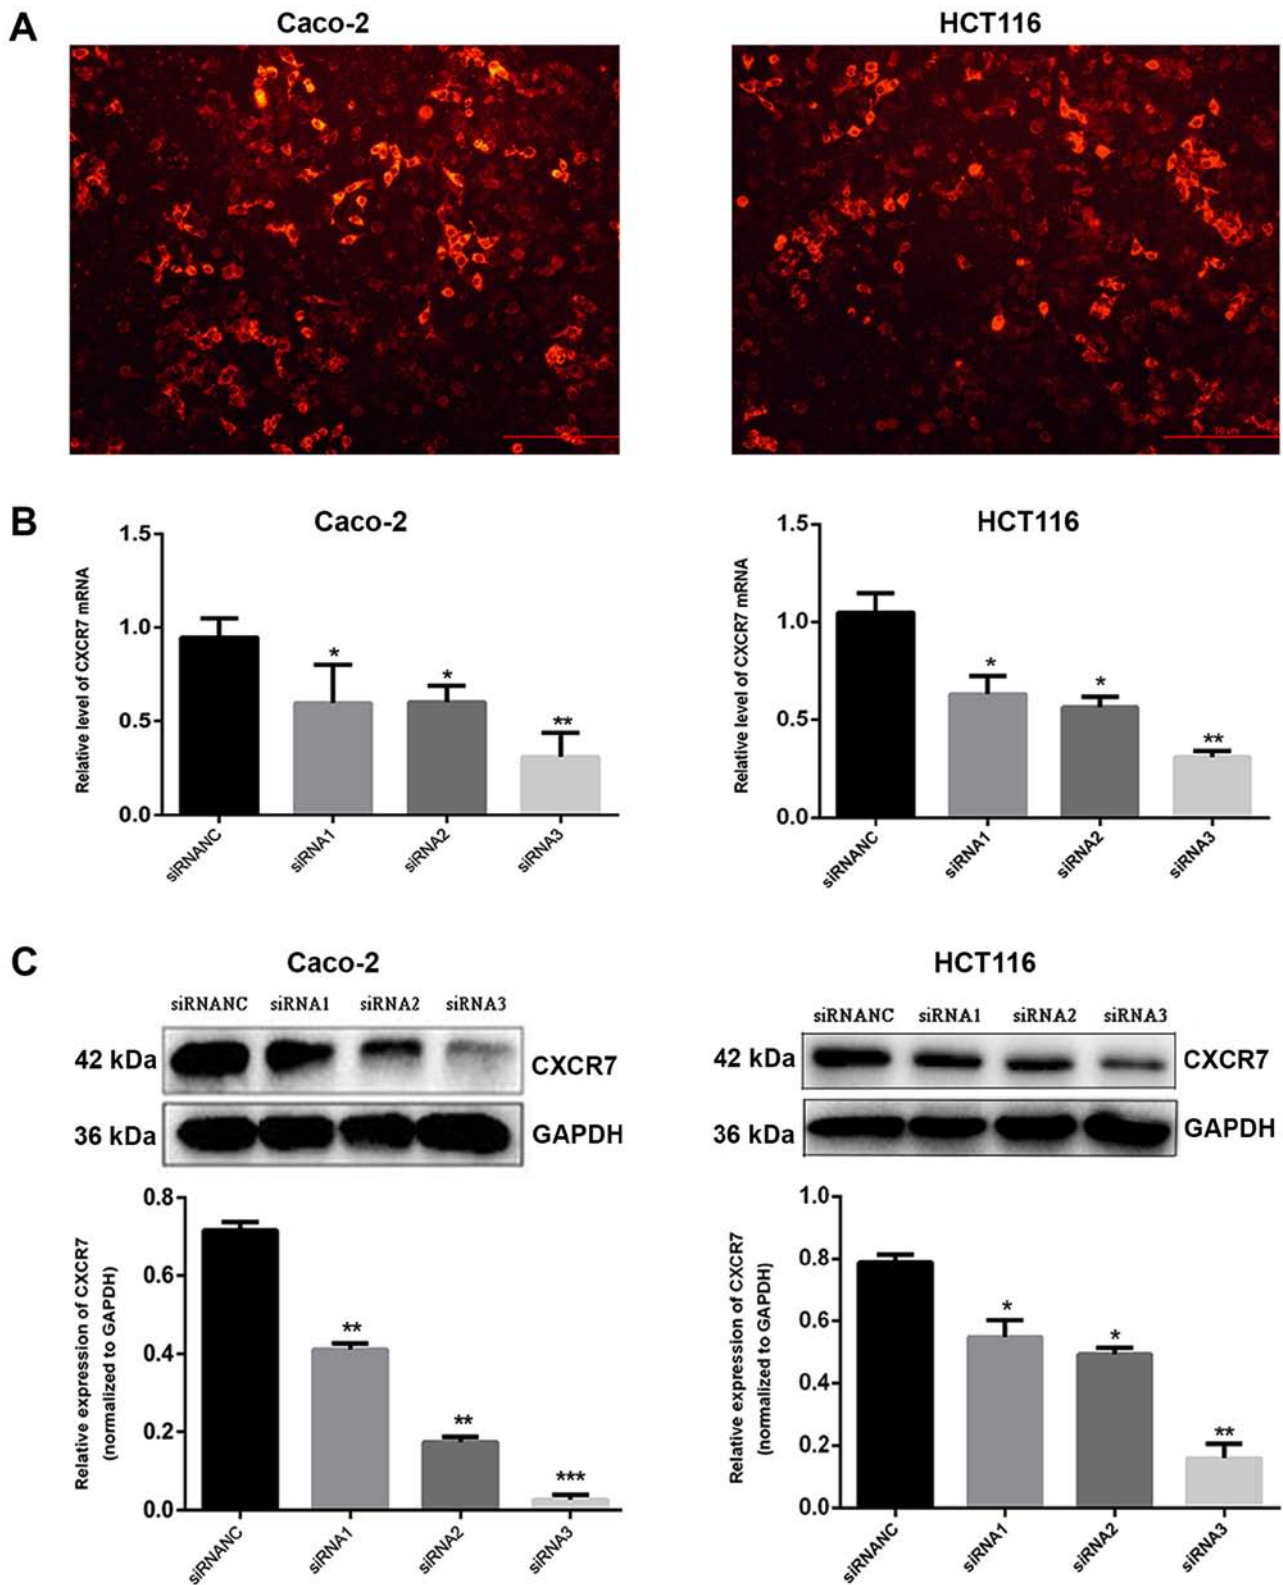 A
Caco-2
HCT116
50 μm
B
Caco-2
HCT116
Relative level of CXCR7 mRNA
1.5
1.0
0.5
0.0
*
*
**
siRNANC
siRNA1
siRNA2
siRNA3
Relative level of CXCR7 mRNA
1.5
1.0
0.5
0.0
*
*
**
siRNANC
siRNA1
siRNA2
siRNA3
C
Caco-2
HCT116
siRNANC siRNA1 siRNA2 siRNA3
42 kDa
CXCR7
36 kDa
GAPDH
siRNANC siRNA1 siRNA2 siRNA3
42 kDa
CXCR7
36 kDa
GAPDH
Relative expression of CXCR7
(normalized to GAPDH)
0.8
0.6
0.4
0.2
0.0
**
**
***
siRNANC
siRNA1
siRNA2
siRNA3
Relative expression of CXCR7
(normalized to GAPDH)
1.0
0.8
0.6
0.4
0.2
0.0
*
*
**
siRNANC
siRNA1
siRNA2
siRNA3